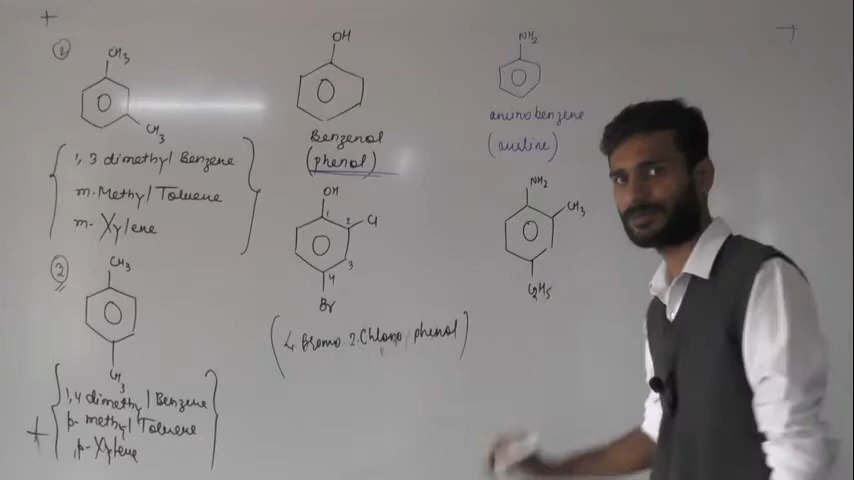 2
CH3
CH3
1, 3 dimethyl Benzene
m-Methyl Toluene
m-Xylene
3
CH3
CH3
1,4 dimethyl Benzene
p-methyl Toluene
p-Xylene
OH
Benzenol
(phenol)
OH
1
2
Cl
3
4
Br
(4-Bromo-2-Chloro phenol)
NH2
aminobenzene
(aniline)
NH2
CH3
C2H5